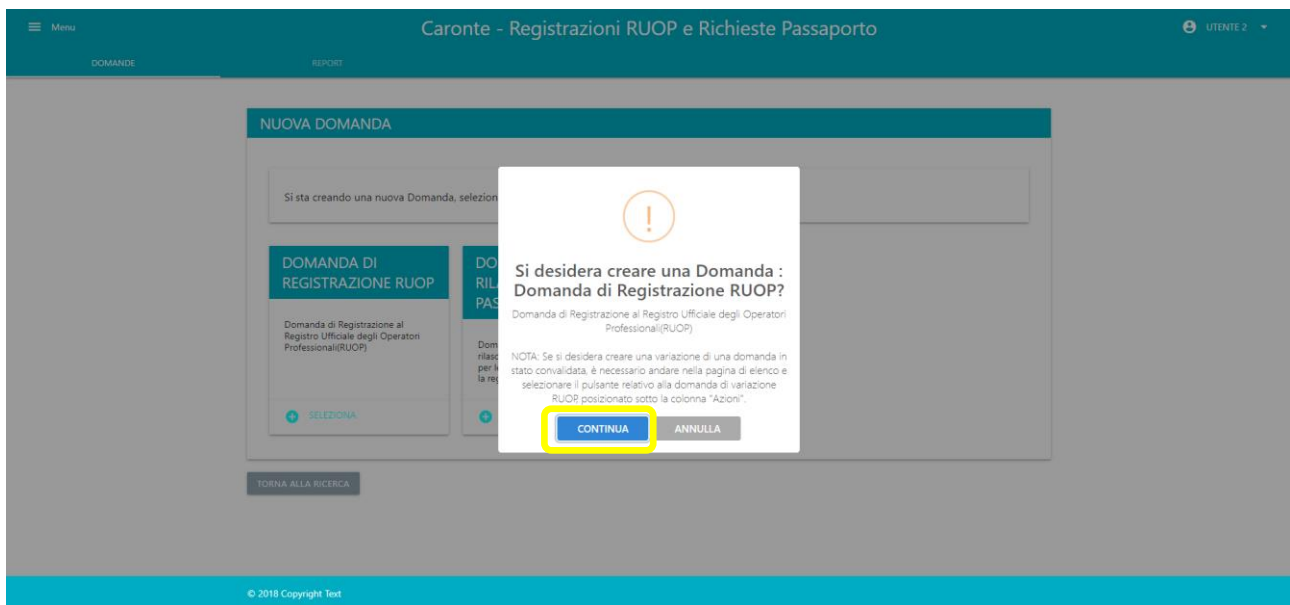 Menu
Caronte - Registrazioni RUOP e Richieste Passaporto
UTENTE 2
DOMANDE
REPORT
NUOVA DOMANDA
Si sta creando una nuova Domanda, selezion
DOMANDA DI
REGISTRAZIONE RUOP
Domanda di Registrazione al
Registro Ufficiale degli Operatori
Professionali(RUOP)
SELEZIONA
DO
RILA
PAS
Dom
rilasc
per l
la reg
Si desidera creare una Domanda :
Domanda di Registrazione RUOP?
Domanda di Registrazione al Registro Ufficiale degli Operatori
Professionali(RUOP)
NOTA: Se si desidera creare una variazione di una domanda in
stato convalidata, è necessario andare nella pagina di elenco e
selezionare il pulsante relativo alla domanda di variazione
RUOP, posizionato sotto la colonna "Azioni".
CONTINUA
ANNULLA
TORNA ALLA RICERCA
© 2018 Copyright Text